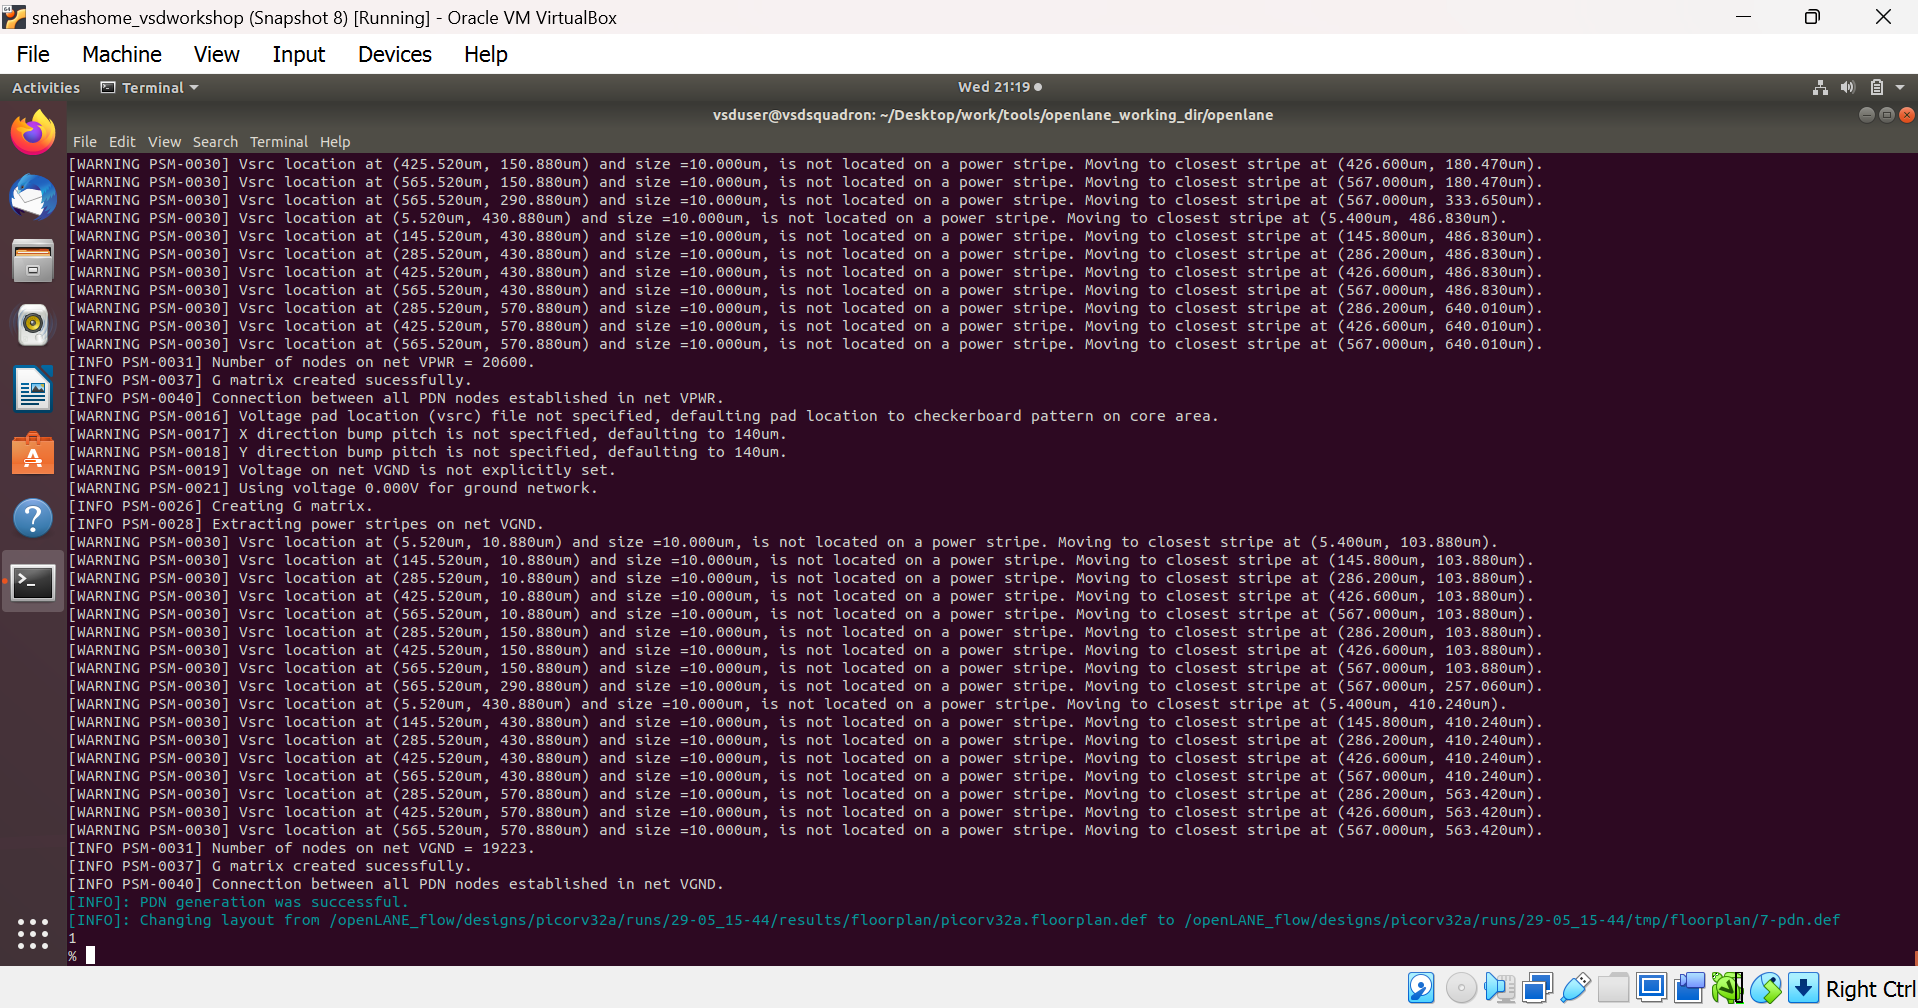 snehashome_vsdworkshop (Snapshot 8) [Running] - Oracle VM VirtualBox
File Machine View Input Devices Help
Activities Terminal Wed 21:19
vsduser@vsdsquadron: ~/Desktop/work/tools/openlane_working_dir/openlane
File Edit View Search Terminal Help
[WARNING PSM-0030] Vsrc location at (425.520um, 150.880um) and size =10.000um, is not located on a power stripe. Moving to closest stripe at (426.600um, 180.470um).
[WARNING PSM-0030] Vsrc location at (565.520um, 150.880um) and size =10.000um, is not located on a power stripe. Moving to closest stripe at (567.000um, 180.470um).
[WARNING PSM-0030] Vsrc location at (565.520um, 290.880um) and size =10.000um, is not located on a power stripe. Moving to closest stripe at (567.000um, 333.650um).
[WARNING PSM-0030] Vsrc location at (5.520um, 430.880um) and size =10.000um, is not located on a power stripe. Moving to closest stripe at (5.400um, 486.830um).
[WARNING PSM-0030] Vsrc location at (145.520um, 430.880um) and size =10.000um, is not located on a power stripe. Moving to closest stripe at (145.800um, 486.830um).
[WARNING PSM-0030] Vsrc location at (285.520um, 430.880um) and size =10.000um, is not located on a power stripe. Moving to closest stripe at (286.200um, 486.830um).
[WARNING PSM-0030] Vsrc location at (425.520um, 430.880um) and size =10.000um, is not located on a power stripe. Moving to closest stripe at (426.600um, 486.830um).
[WARNING PSM-0030] Vsrc location at (565.520um, 430.880um) and size =10.000um, is not located on a power stripe. Moving to closest stripe at (567.000um, 486.830um).
[WARNING PSM-0030] Vsrc location at (285.520um, 570.880um) and size =10.000um, is not located on a power stripe. Moving to closest stripe at (286.200um, 640.010um).
[WARNING PSM-0030] Vsrc location at (425.520um, 570.880um) and size =10.000um, is not located on a power stripe. Moving to closest stripe at (426.600um, 640.010um).
[WARNING PSM-0030] Vsrc location at (565.520um, 570.880um) and size =10.000um, is not located on a power stripe. Moving to closest stripe at (567.000um, 640.010um).
[INFO PSM-0031] Number of nodes on net VPWR = 20600.
[INFO PSM-0037] G matrix created sucessfully.
[INFO PSM-0040] Connection between all PDN nodes established in net VPWR.
[WARNING PSM-0016] Voltage pad location (vsrc) file not specified, defaulting pad location to checkerboard pattern on core area.
[WARNING PSM-0017] X direction bump pitch is not specified, defaulting to 140um.
[WARNING PSM-0018] Y direction bump pitch is not specified, defaulting to 140um.
[WARNING PSM-0019] Voltage on net VGND is not explicitly set.
[WARNING PSM-0021] Using voltage 0.000V for ground network.
[INFO PSM-0026] Creating G matrix.
[INFO PSM-0028] Extracting power stripes on net VGND.
[WARNING PSM-0030] Vsrc location at (5.520um, 10.880um) and size =10.000um, is not located on a power stripe. Moving to closest stripe at (5.400um, 103.880um).
[WARNING PSM-0030] Vsrc location at (145.520um, 10.880um) and size =10.000um, is not located on a power stripe. Moving to closest stripe at (145.800um, 103.880um).
[WARNING PSM-0030] Vsrc location at (285.520um, 10.880um) and size =10.000um, is not located on a power stripe. Moving to closest stripe at (286.200um, 103.880um).
[WARNING PSM-0030] Vsrc location at (425.520um, 10.880um) and size =10.000um, is not located on a power stripe. Moving to closest stripe at (426.600um, 103.880um).
[WARNING PSM-0030] Vsrc location at (565.520um, 10.880um) and size =10.000um, is not located on a power stripe. Moving to closest stripe at (567.000um, 103.880um).
[WARNING PSM-0030] Vsrc location at (285.520um, 150.880um) and size =10.000um, is not located on a power stripe. Moving to closest stripe at (286.200um, 103.880um).
[WARNING PSM-0030] Vsrc location at (425.520um, 150.880um) and size =10.000um, is not located on a power stripe. Moving to closest stripe at (426.600um, 103.880um).
[WARNING PSM-0030] Vsrc location at (565.520um, 150.880um) and size =10.000um, is not located on a power stripe. Moving to closest stripe at (567.000um, 103.880um).
[WARNING PSM-0030] Vsrc location at (565.520um, 290.880um) and size =10.000um, is not located on a power stripe. Moving to closest stripe at (567.000um, 257.060um).
[WARNING PSM-0030] Vsrc location at (5.520um, 430.880um) and size =10.000um, is not located on a power stripe. Moving to closest stripe at (5.400um, 410.240um).
[WARNING PSM-0030] Vsrc location at (145.520um, 430.880um) and size =10.000um, is not located on a power stripe. Moving to closest stripe at (145.800um, 410.240um).
[WARNING PSM-0030] Vsrc location at (285.520um, 430.880um) and size =10.000um, is not located on a power stripe. Moving to closest stripe at (286.200um, 410.240um).
[WARNING PSM-0030] Vsrc location at (425.520um, 430.880um) and size =10.000um, is not located on a power stripe. Moving to closest stripe at (426.600um, 410.240um).
[WARNING PSM-0030] Vsrc location at (565.520um, 430.880um) and size =10.000um, is not located on a power stripe. Moving to closest stripe at (567.000um, 410.240um).
[WARNING PSM-0030] Vsrc location at (285.520um, 570.880um) and size =10.000um, is not located on a power stripe. Moving to closest stripe at (286.200um, 563.420um).
[WARNING PSM-0030] Vsrc location at (425.520um, 570.880um) and size =10.000um, is not located on a power stripe. Moving to closest stripe at (426.600um, 563.420um).
[WARNING PSM-0030] Vsrc location at (565.520um, 570.880um) and size =10.000um, is not located on a power stripe. Moving to closest stripe at (567.000um, 563.420um).
[INFO PSM-0031] Number of nodes on net VGND = 19223.
[INFO PSM-0037] G matrix created sucessfully.
[INFO PSM-0040] Connection between all PDN nodes established in net VGND.
[INFO]: PDN generation was successful.
[INFO]: Changing layout from /openLANE_flow/designs/picorv32a/runs/29-05_15-44/results/floorplan/picorv32a.floorplan.def to /openLANE_flow/designs/picorv32a/runs/29-05_15-44/tmp/floorplan/7-pdn.def
1
%
Right Ctrl